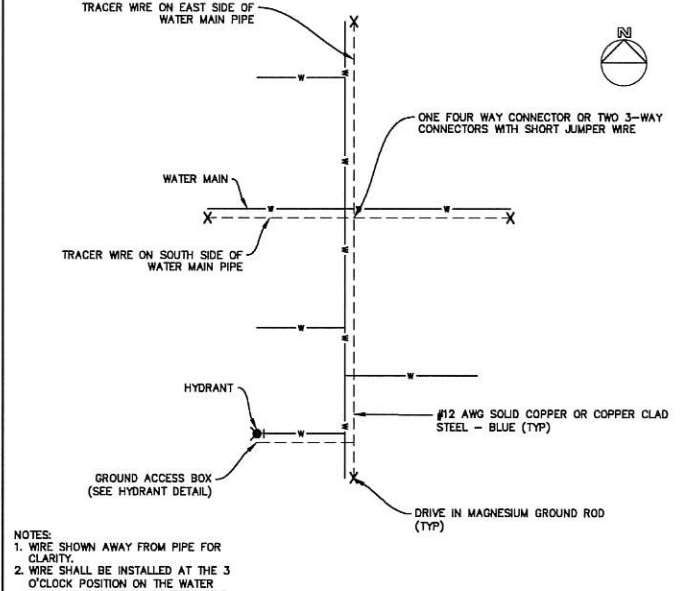 TRACER WIRE ON EAST SIDE OF
WATER MAIN PIPE
N
W
W
ONE FOUR WAY CONNECTOR OR TWO 3-WAY
CONNECTORS WITH SHORT JUMPER WIRE
W
WATER MAIN
W
W
W
TRACER WIRE ON SOUTH SIDE OF
WATER MAIN PIPE
W
W
W
W
HYDRANT
W
W
#12 AWG SOLID COPPER OR COPPER CLAD
STEEL - BLUE (TYP)
GROUND ACCESS BOX
(SEE HYDRANT DETAIL)
DRIVE IN MAGNESIUM GROUND ROD
(TYP)
NOTES:
1. WIRE SHOWN AWAY FROM PIPE FOR
CLARITY.
2. WIRE SHALL BE INSTALLED AT THE 3
O'CLOCK POSITION ON THE WATER